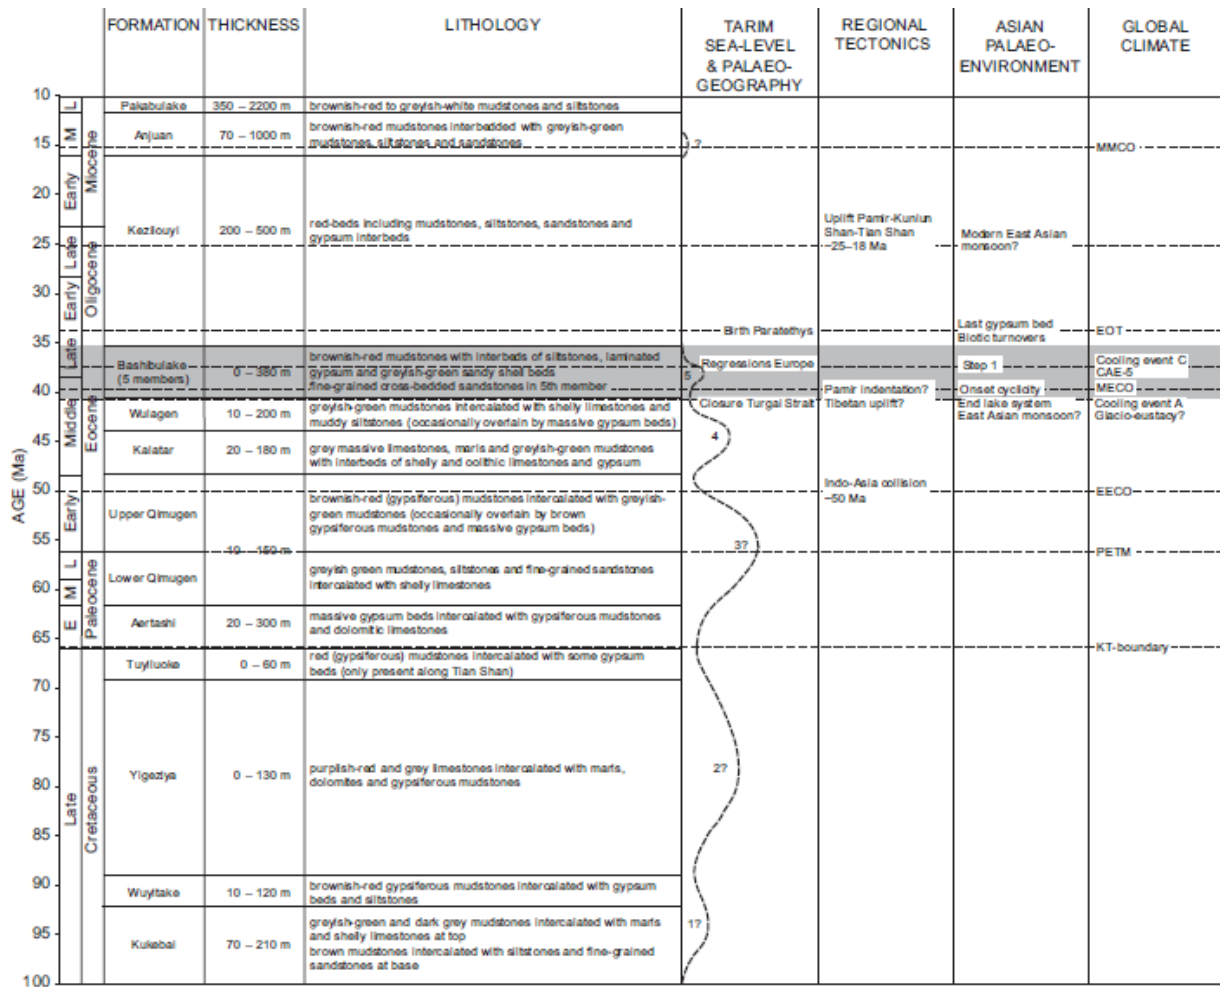 FORMATION
THICKNESS
LITHOLOGY
TARIM
SEA-LEVEL
& PALAEO-
GEOGRAPHY
REGIONAL
TECTONICS
ASIAN
PALAEO-
ENVIRONMENT
GLOBAL
CLIMATE
AGE (Ma)
10
15
20
25
30
35
40
45
50
55
60
65
70
75
80
85
90
95
100
L
M
Early
Late
Early
Late
Middle
Early
L
M
E
Late
Miocene
Oligocene
Eocene
Paleocene
Cretaceous
Pakabulake
350 – 2200 m
brownish-red to greyish-white mudstones and siltstones
Anjuan
70 – 1000 m
brownish-red mudstones interbedded with greyish-green
mudstones, siltstones and sandstones
?
MMCO
Kezilouyi
200 – 500 m
red-beds including mudstones, siltstones, sandstones and
gypsum interbeds
Uplift Pamir-Kunlun
Shan-Tian Shan
~25–18 Ma
Modern East Asian
monsoon?
Birth Paratethys
Last gypsum bed
Biotic turnovers
EOT
Bashibulake
(5 members)
0 – 380 m
brownish-red mudstones with interbeds of siltstones, laminated
gypsum and greyish-green sandy shell beds
fine-grained cross-bedded sandstones in 5th member
5
Regressions Europe
Step 1
Cooling event C
CAE-5
Pamir indentation?
Onset cyclicity
MECO
Wulagen
10 – 200 m
greyish-green mudstones intercalated with shelly limestones and
muddy siltstones (occasionally overlain by massive gypsum beds)
Closure Turgai Strait
Tibetan uplift?
End lake system
East Asian monsoon?
Cooling event A
Glacio-eustacy?
Kalatar
20 – 180 m
grey massive limestones, marls and greyish-green mudstones
with interbeds of shelly and oolithic limestones and gypsum
4
Indo-Asia collision
~50 Ma
EECO
Upper Qimugen
brownish-red (gypsiferous) mudstones intercalated with greyish-
green mudstones (occasionally overlain by brown
gypsiferous mudstones and massive gypsum beds)
10 – 150 m
3?
PETM
Lower Qimugen
greyish green mudstones, siltstones and fine-grained sandstones
intercalated with shelly limestones
Aertashi
20 – 300 m
massive gypsum beds intercalated with gypsiferous mudstones
and dolomitic limestones
KT-boundary
Tuyiluoke
0 – 60 m
red (gypsiferous) mudstones intercalated with some gypsum
beds (only present along Tian Shan)
Yigeziya
0 – 130 m
purplish-red and grey limestones intercalated with marls,
dolomites and gypsiferous mudstones
2?
Wuyitake
10 – 120 m
brownish-red gypsiferous mudstones intercalated with gypsum
beds and siltstones
Kukebai
70 – 210 m
greyish-green and dark grey mudstones intercalated with marls
and shelly limestones at top
brown mudstones intercalated with siltstones and fine-grained
sandstones at base
1?